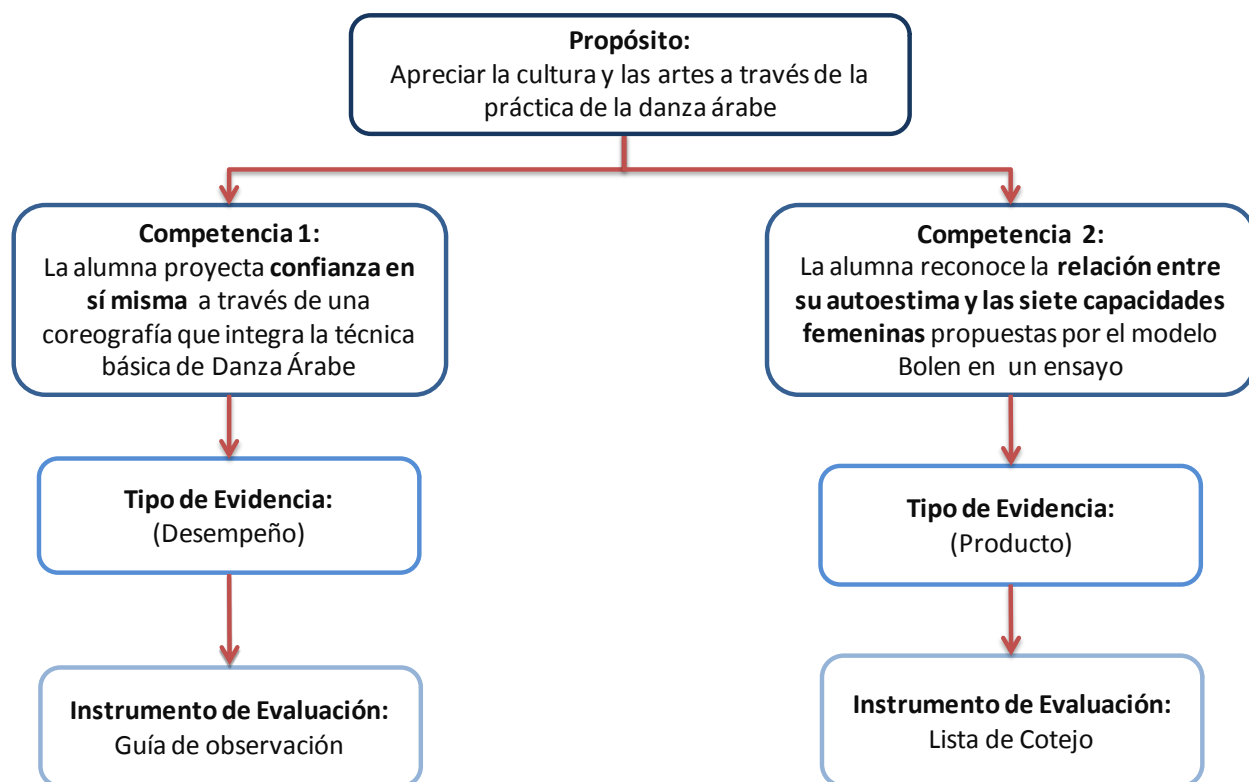 Propósito:
Apreciar la cultura y las artes a través de la
práctica de la danza árabe
Competencia 1:
La alumna proyecta confianza en
sí misma a través de una
coreografía que integra la técnica
básica de Danza Árabe
Competencia 2:
La alumna reconoce la relación entre
su autoestima y las siete capacidades
femeninas propuestas por el modelo
Bolen en un ensayo
Tipo de Evidencia:
(Desempeño)
Tipo de Evidencia:
(Producto)
Instrumento de Evaluación:
Guía de observación
Instrumento de Evaluación:
Lista de Cotejo